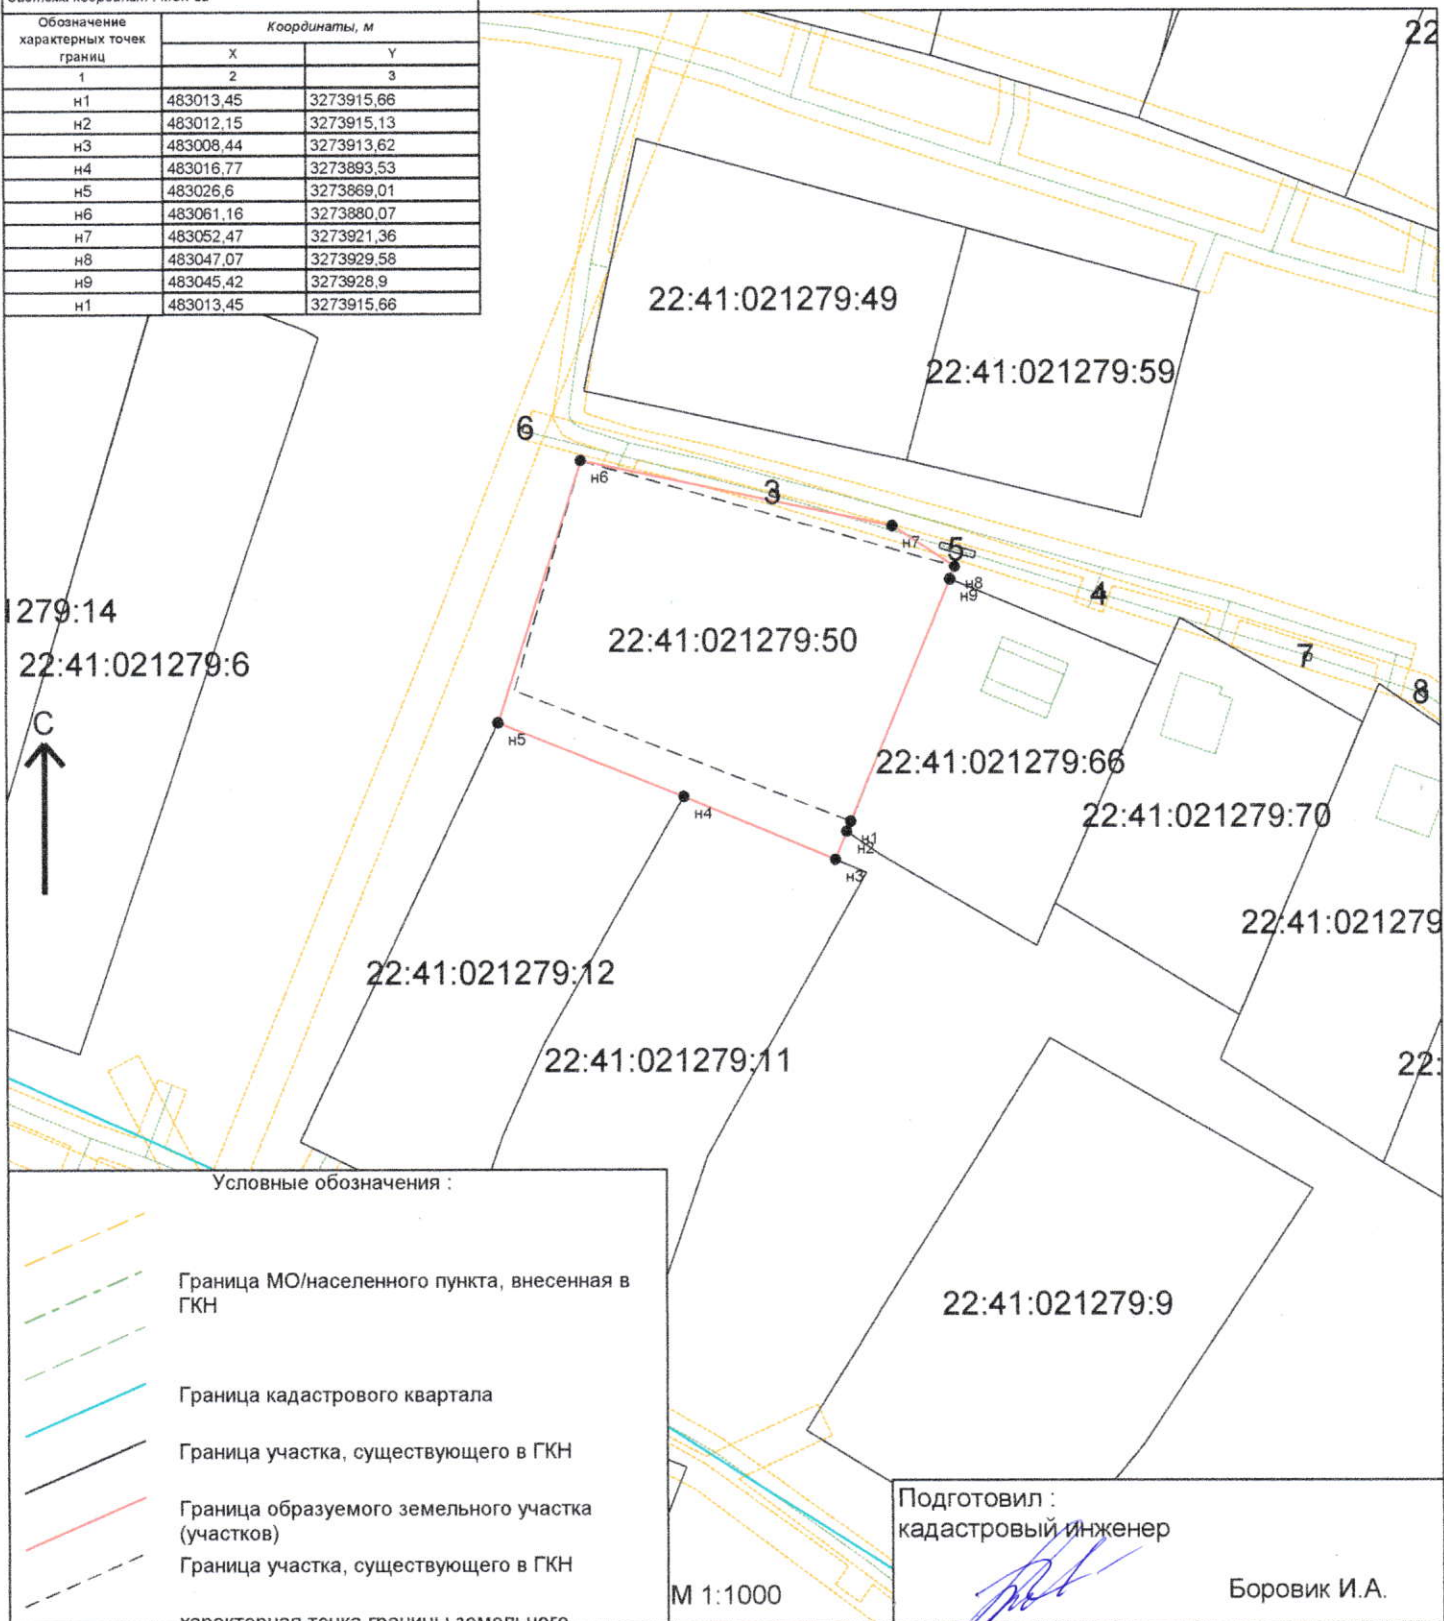 Обозначение характерных точек границ
Координаты, м
X Y
1 2 3
н1 483013,45 3273915,66
н2 483012,15 3273915,13
н3 483008,44 3273913,62
н4 483016,77 3273893,53
н5 483026,6 3273869,01
н6 483061,16 3273880,07
н7 483052,47 3273921,36
н8 483047,07 3273929,58
н9 483045,42 3273928,9
н1 483013,45 3273915,66
22
22:41:021279:49
22:41:021279:59
6
н6
3
н7
5
н8
н9
4
1279:14
22:41:021279:50
22:41:021279:6
7
8
С
н5
22:41:021279:66
н4
22:41:021279:70
н1
н2
н3
22:41:021279
22:41:021279:12
22:41:021279:11
22:
22:41:021279:9
Условные обозначения :
Граница МО/населенного пункта, внесенная в
ГКН
Граница кадастрового квартала
Граница участка, существующего в ГКН
Граница образуемого земельного участка
(участков)
Граница участка, существующего в ГКН
характерная точка границы земельного
М 1:1000
Подготовил :
кадастровый инженер
Боровик И.А.